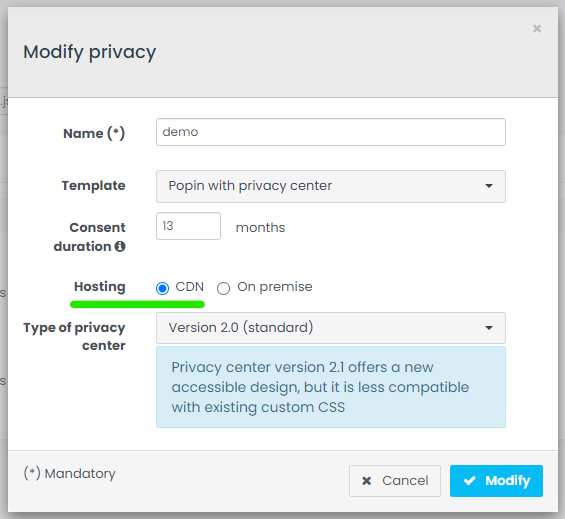 ×
Modify privacy
.js
Name (*)
demo
Template
Popin with privacy center
Consent
duration
13
months
Hosting
CDN
On premise
Type of privacy
center
Version 2.0 (standard)
Privacy center version 2.1 offers a new
accessible design, but it is less compatible
with existing custom CSS
s
s
(*) Mandatory
Cancel
Modify